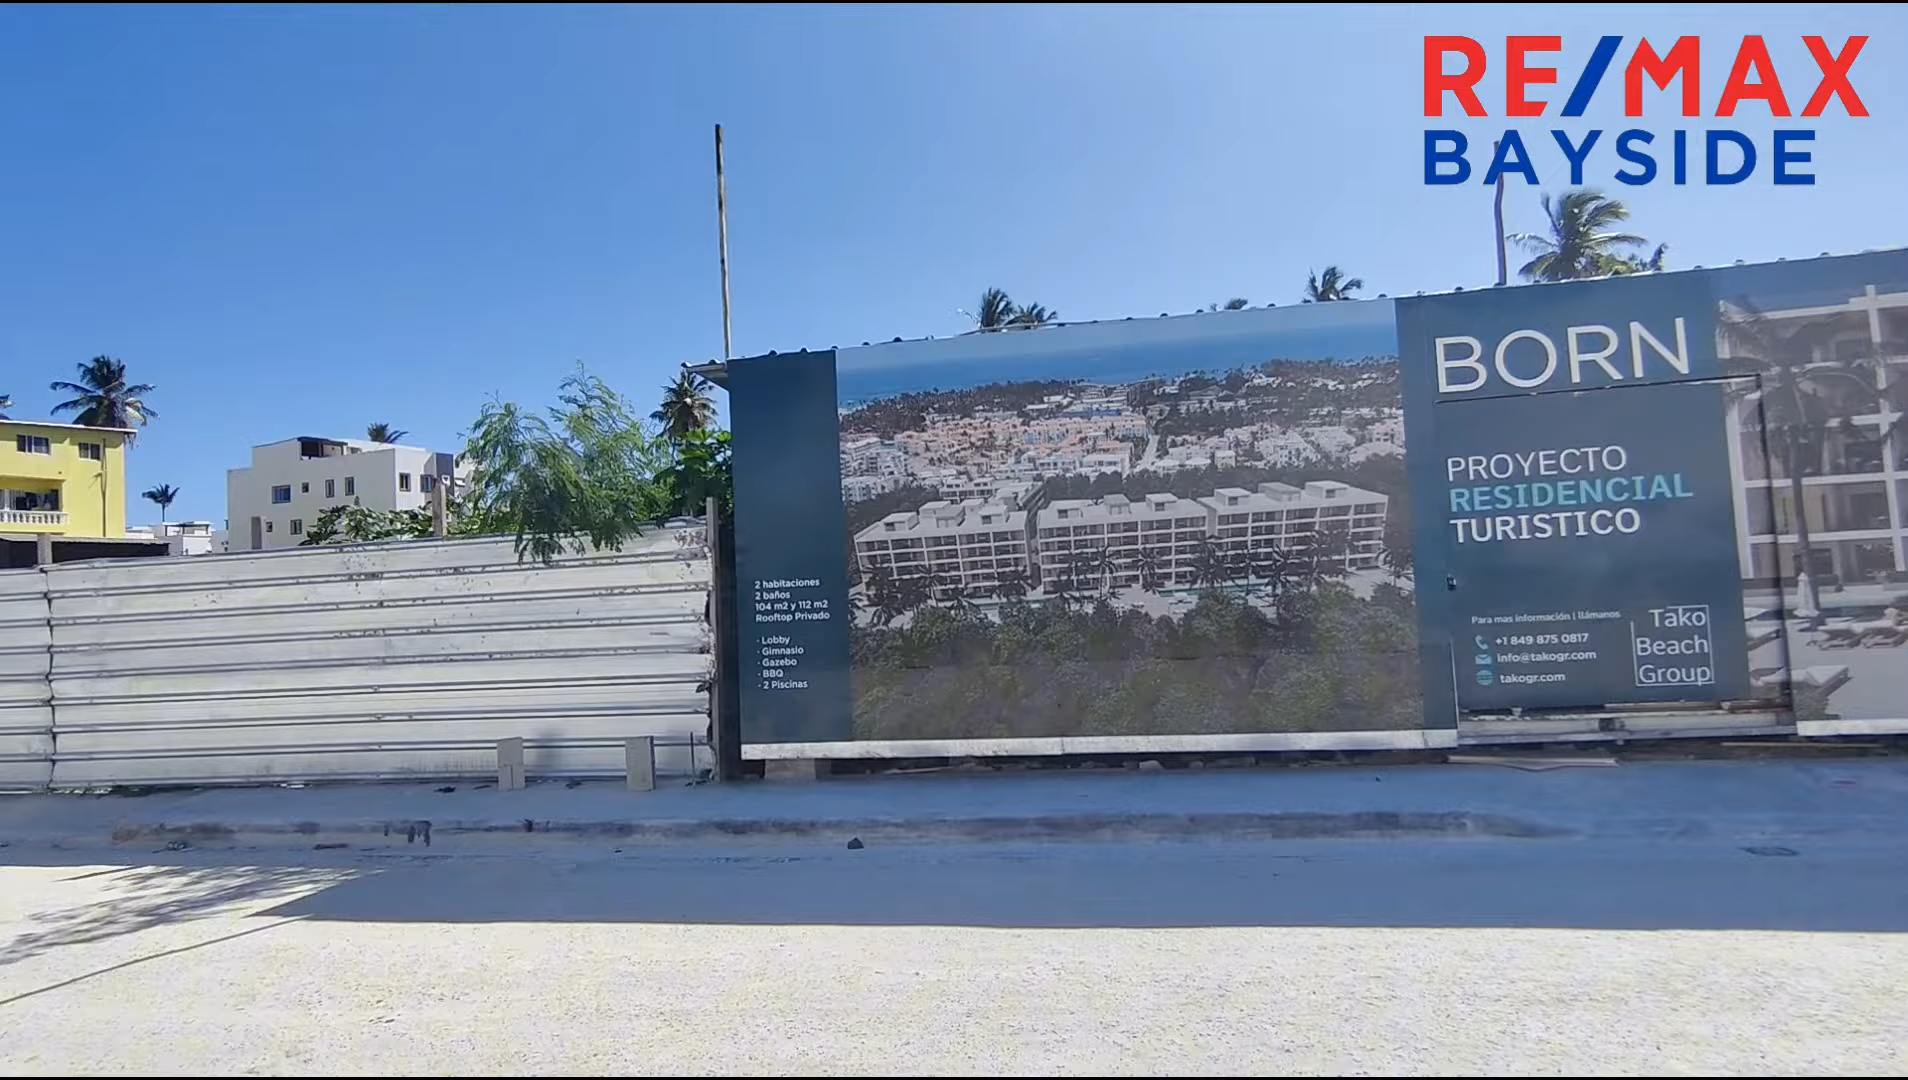 RE/MAX
BAYSIDE
BORN
PROYECTO
RESIDENCIAL
TURISTICO
2 habitaciones
2 baños
104 m2 y 112 m2
Rooftop Privado
· Lobby
· Gimnasio
· Gazebo
· BBQ
· 2 Piscinas
Para mas información | llámanos
+1 849 875 0817
info@takogr.com
takogr.com
Tako
Beach
Group